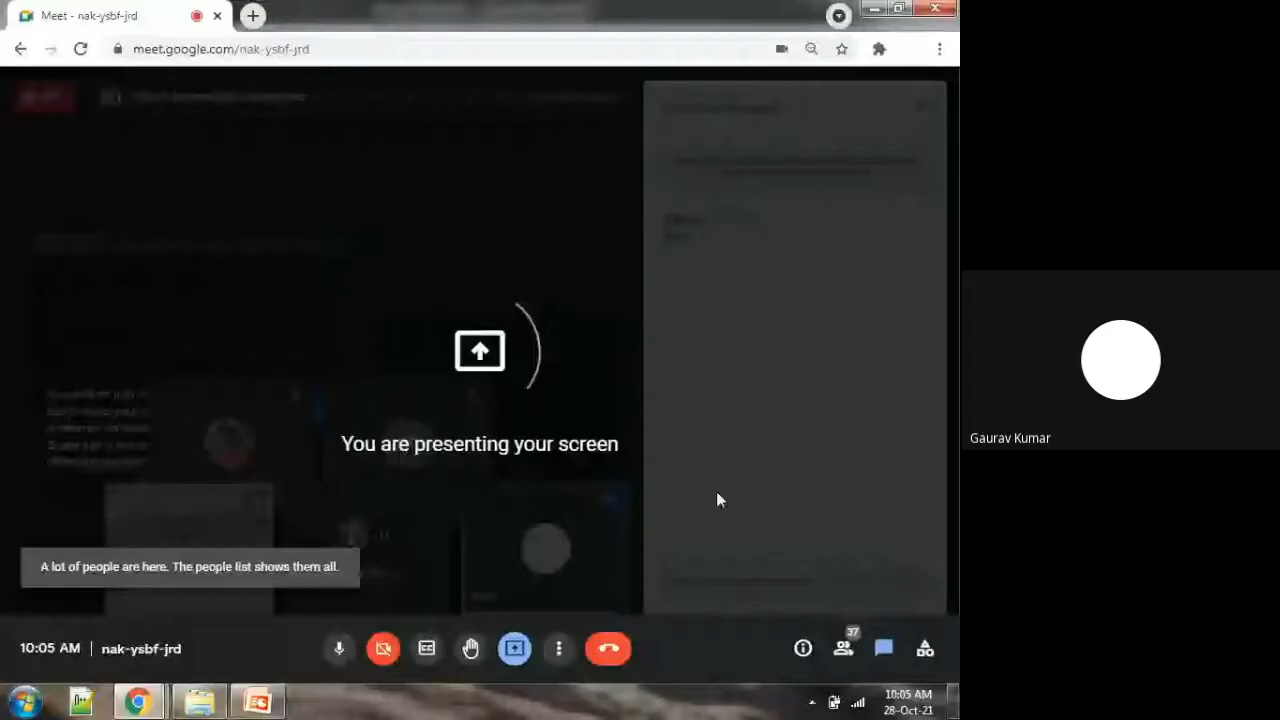 Meet - nak-ysbf-jrd
meet.google.com/nak-ysbf-jrd
You are presenting your screen
Gaurav Kumar
A lot of people are here. The people list shows them all.
10:05 AM | nak-ysbf-jrd
37
10:05 AM
28-Oct-21